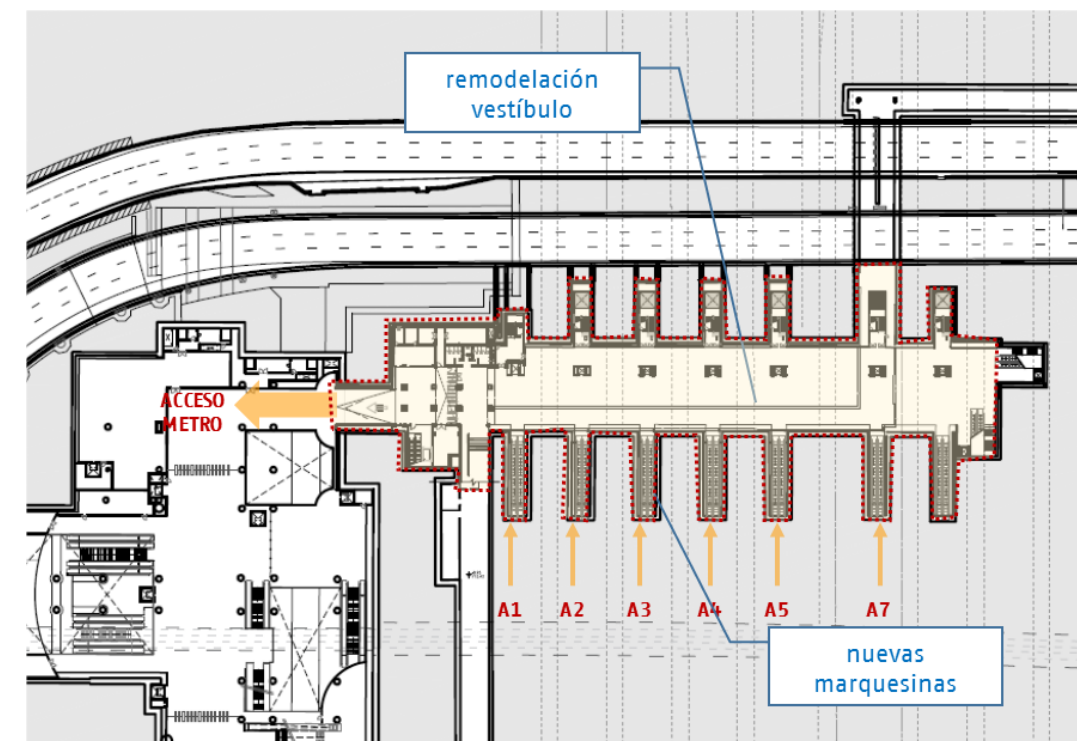 remodelación
vestíbulo
ACCESO
METRO
A1 A2 A3 A4 A5 A7
nuevas
marquesinas